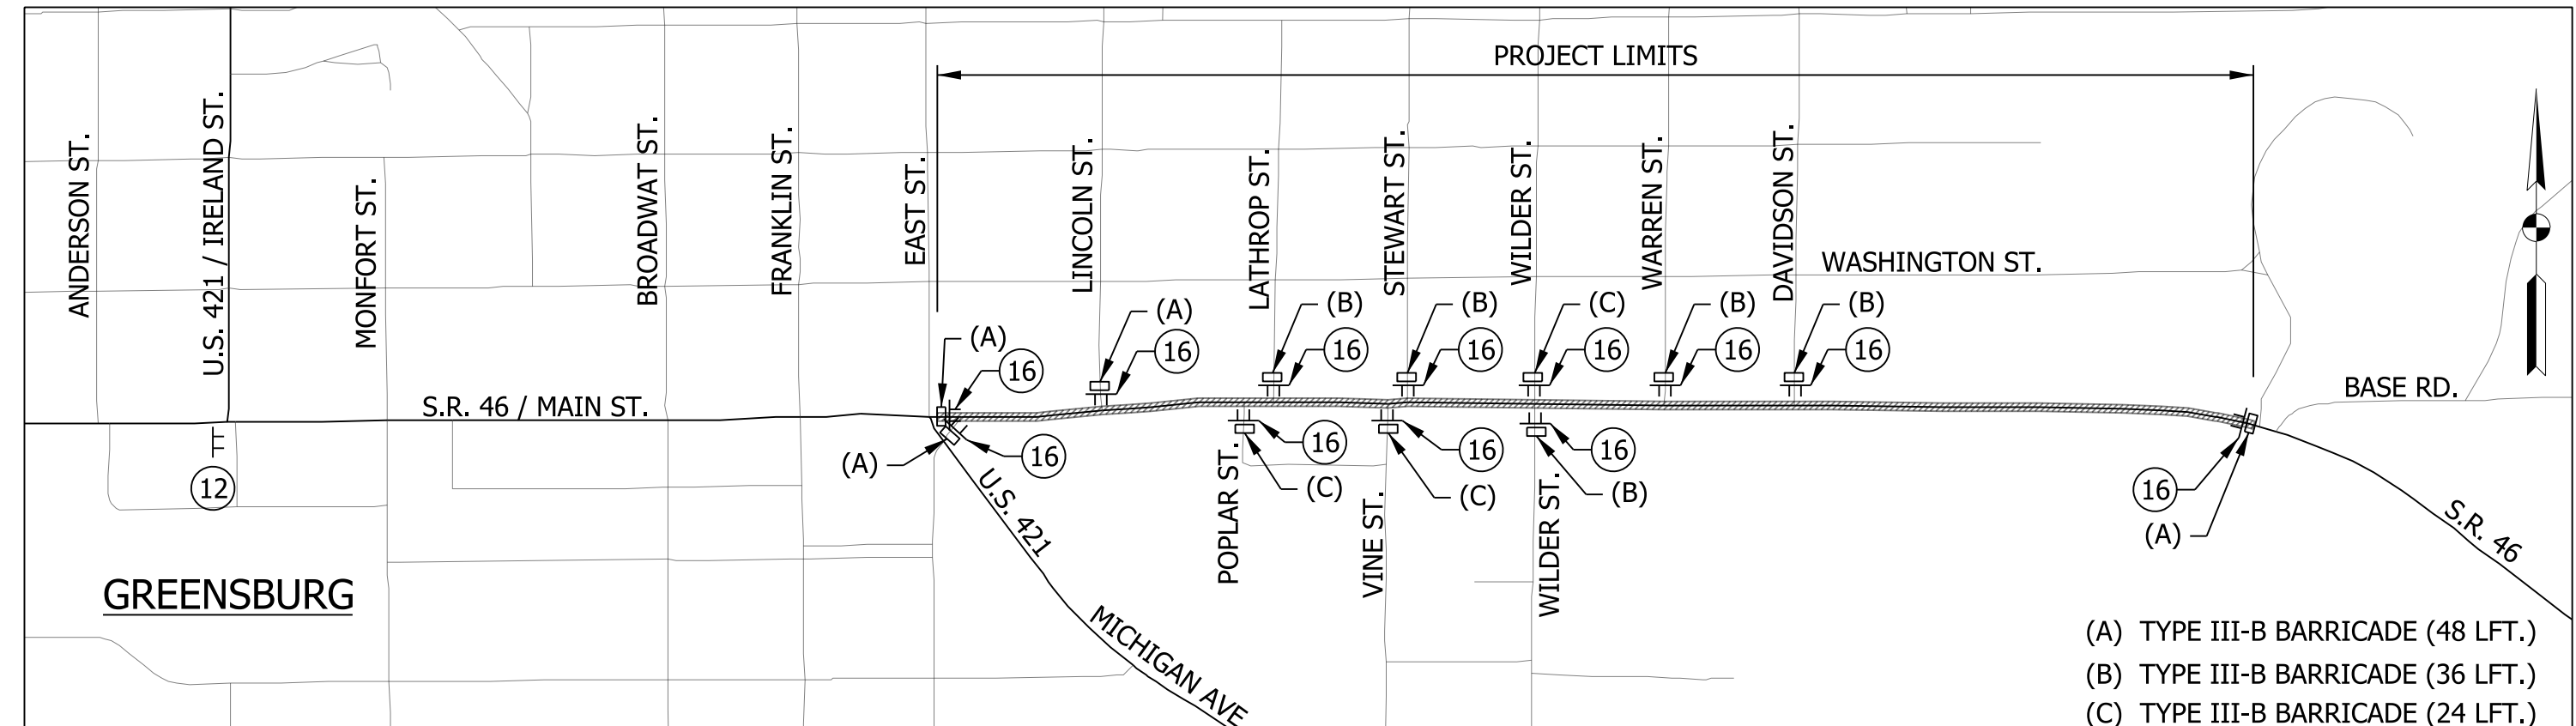 PROJECT LIMITS
ANDERSON ST.
U.S. 421 / IRELAND ST.
MONFORT ST.
BROADWAT ST.
FRANKLIN ST.
EAST ST.
LINCOLN ST.
LATHROP ST.
STEWART ST.
WILDER ST.
WARREN ST.
DAVIDSON ST.
WASHINGTON ST.
(A)
16
(A)
16
(B)
16
(B)
16
(C)
16
(B)
16
(B)
16
S.R. 46 / MAIN ST.
BASE RD.
12
(A)
16
U.S. 421
POPLAR ST.
16
(C)
VINE ST.
16
(C)
WILDER ST.
16
(B)
16
(A)
S.R. 46
GREENSBURG
MICHIGAN AVE
(A) TYPE III-B BARRICADE (48 LFT.)
(B) TYPE III-B BARRICADE (36 LFT.)
(C) TYPE III-B BARRICADE (24 LFT.)